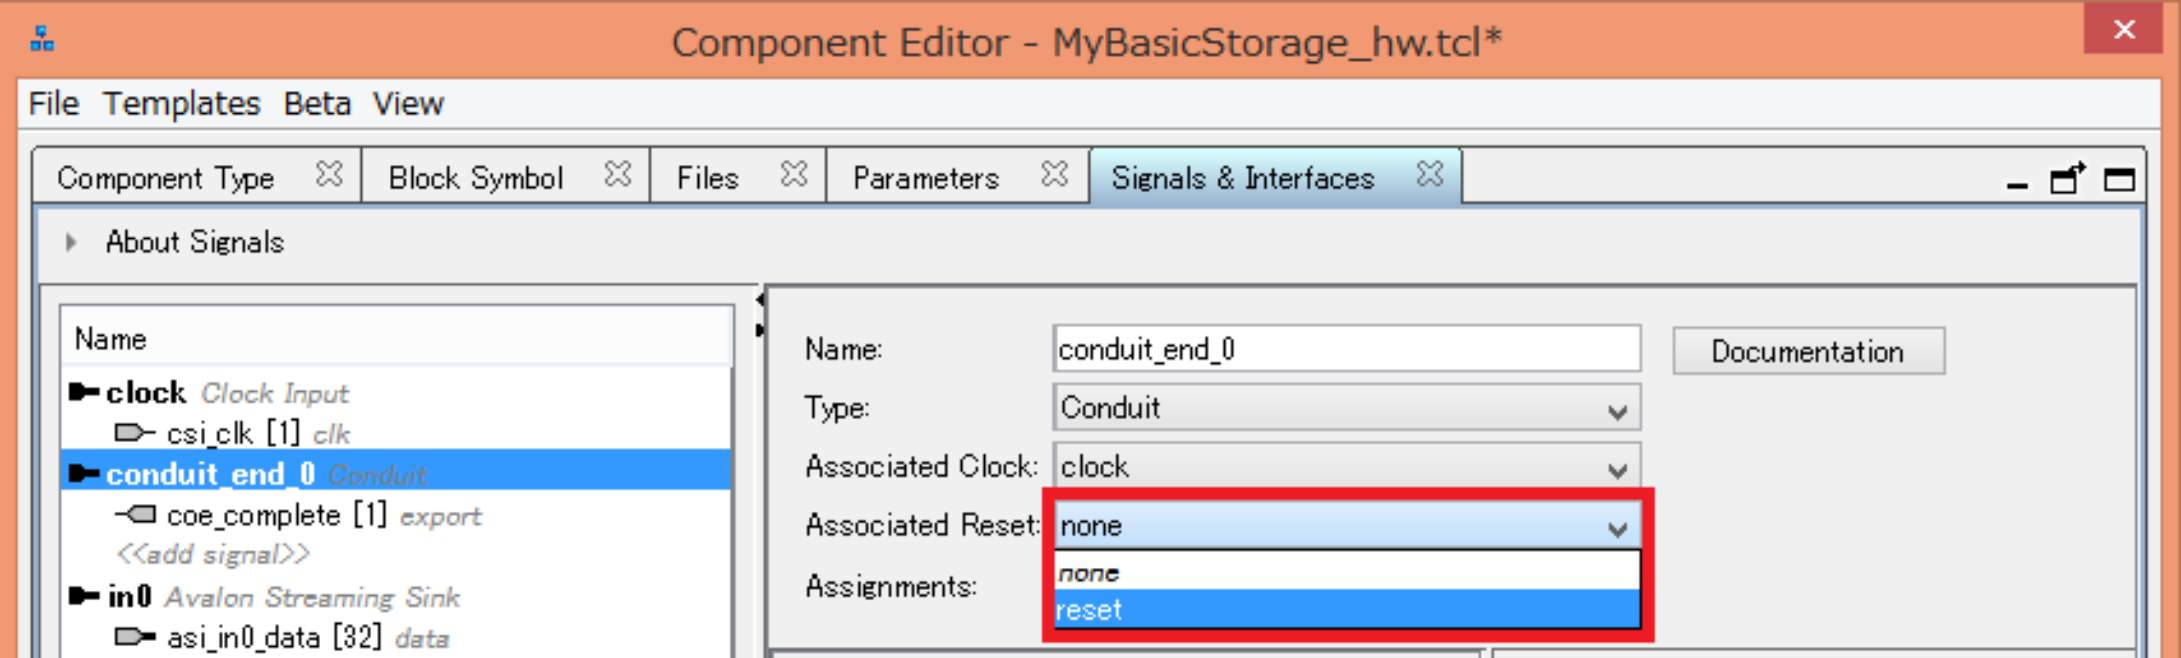 Component Editor - MyBasicStorage_hw.tcl*
File Templates Beta View
Component Type Block Symbol Files Parameters Signals & Interfaces
About Signals
Name
clock Clock Input
csi_clk [1] clk
conduit_end_0 Conduit
coe_complete [1] export
<<add signal>>
in0 Avalon Streaming Sink
asi_in0_data [32] data
Name: conduit_end_0 Documentation
Type: Conduit
Associated Clock: clock
Associated Reset: none
none
Assignments:
reset